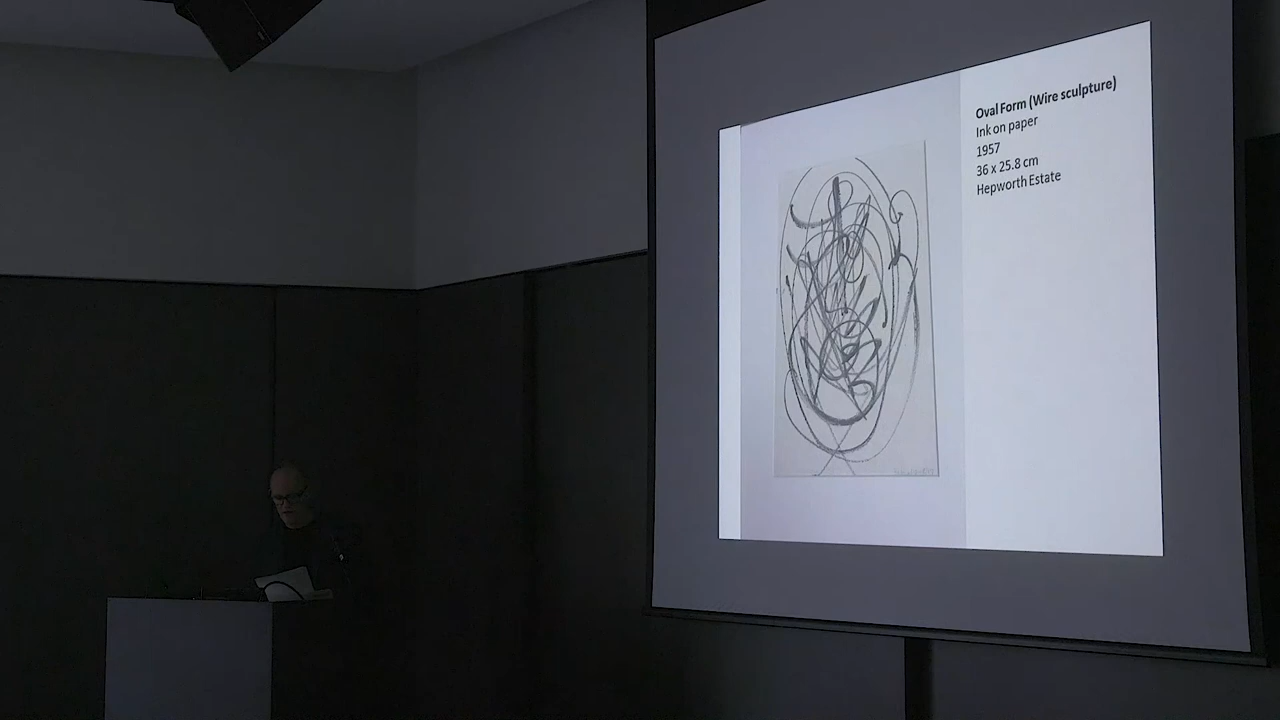 Oval Form (Wire sculpture)
Ink on paper
1957
36 x 25.8 cm
Hepworth Estate